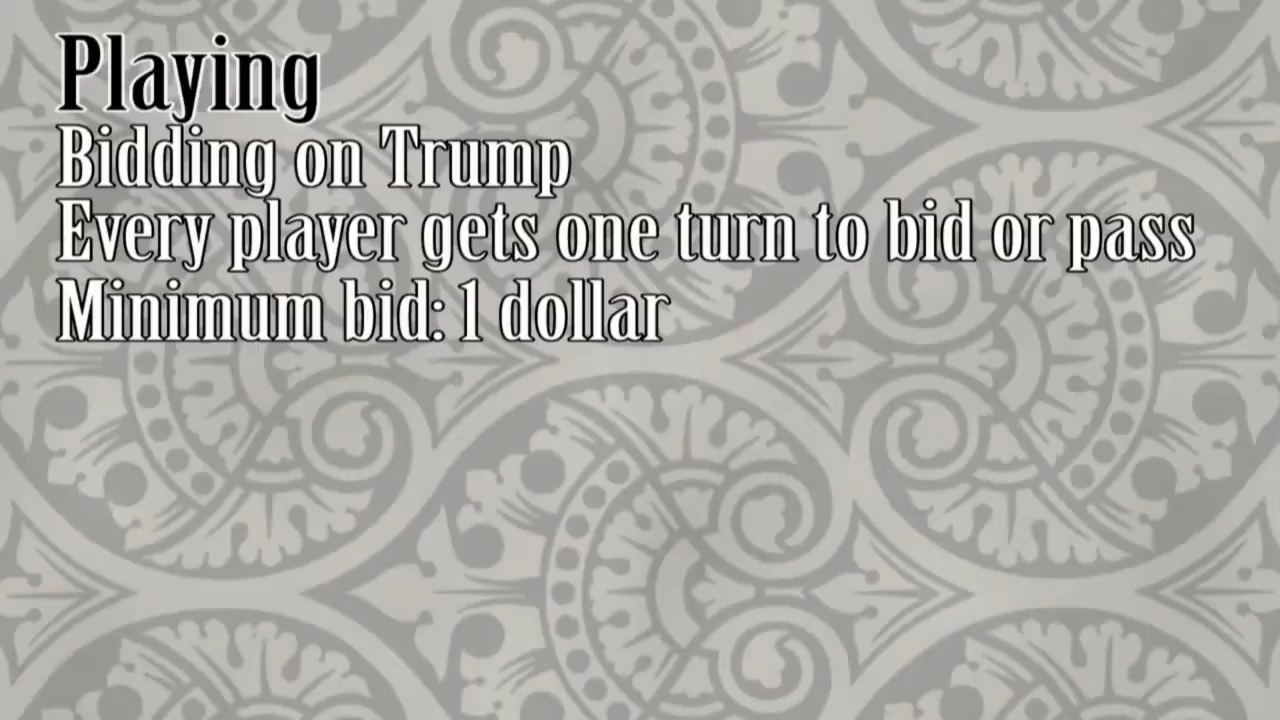 Playing
Bidding on Trump
Every player gets one turn to bid or pass
Minimum bid: 1 dollar